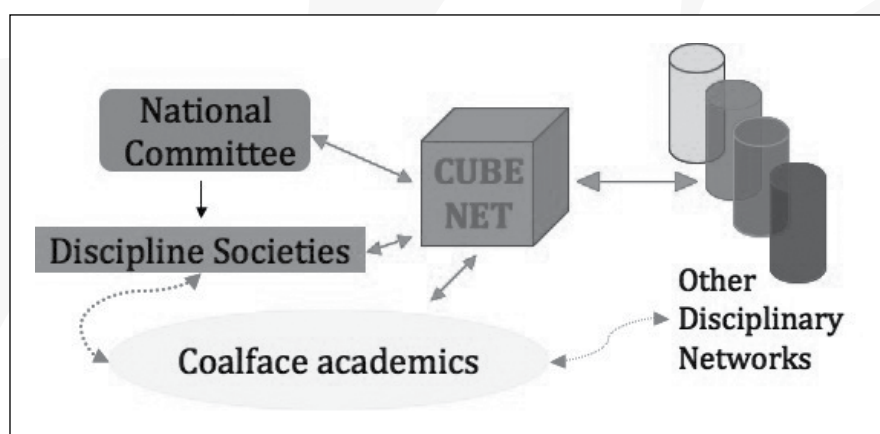 National
Committee
CUBE
NET
Discipline Societies
Other
Disciplinary
Networks
Coalface academics